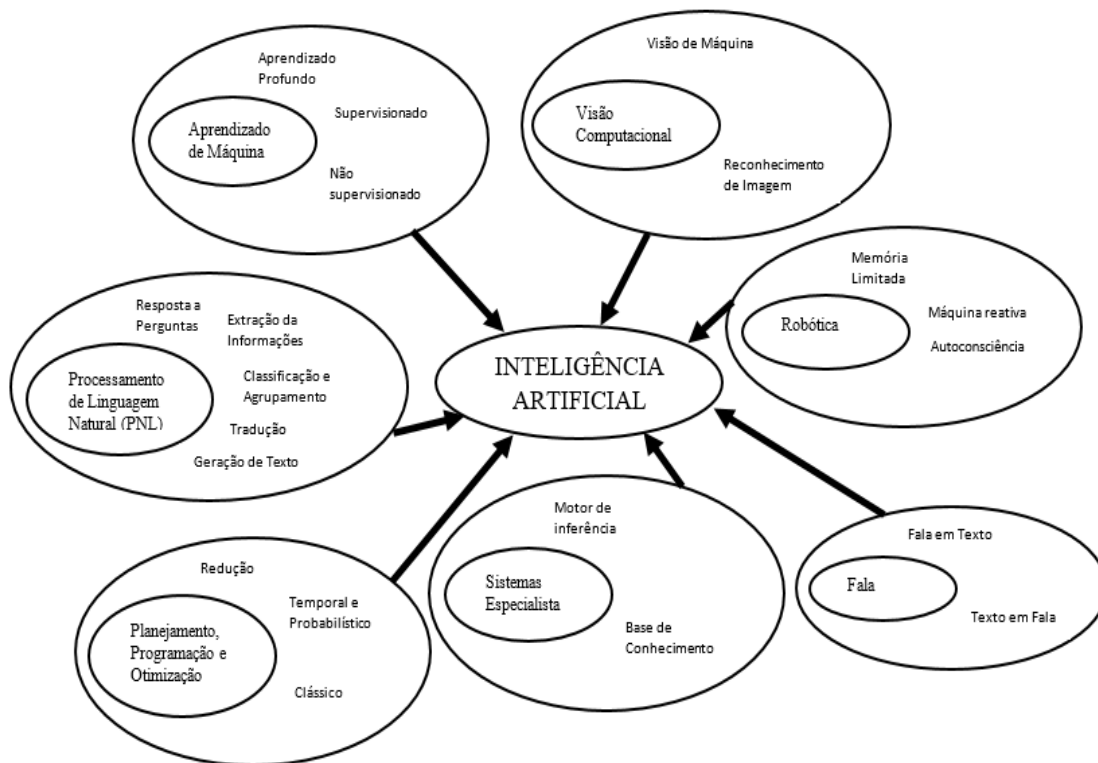 Aprendizado
Profundo
Supervisionado
Aprendizado
de Máquina
Não
supervisionado
Visão de Máquina
Visão
Computacional
Reconhecimento
de Imagem
Memória
Limitada
Robótica
Máquina reativa
Autoconsciência
Resposta a
Perguntas
Extração da
Informações
Processamento
de Linguagem
Natural (PNL)
Classificação e
Agrupamento
Tradução
Geração de Texto
INTELIGÊNCIA
ARTIFICIAL
Redução
Temporal e
Probabilístico
Planejamento,
Programação e
Otimização
Clássico
Motor de
inferência
Sistemas
Especialista
Base de
Conhecimento
Fala em Texto
Fala
Texto em Fala